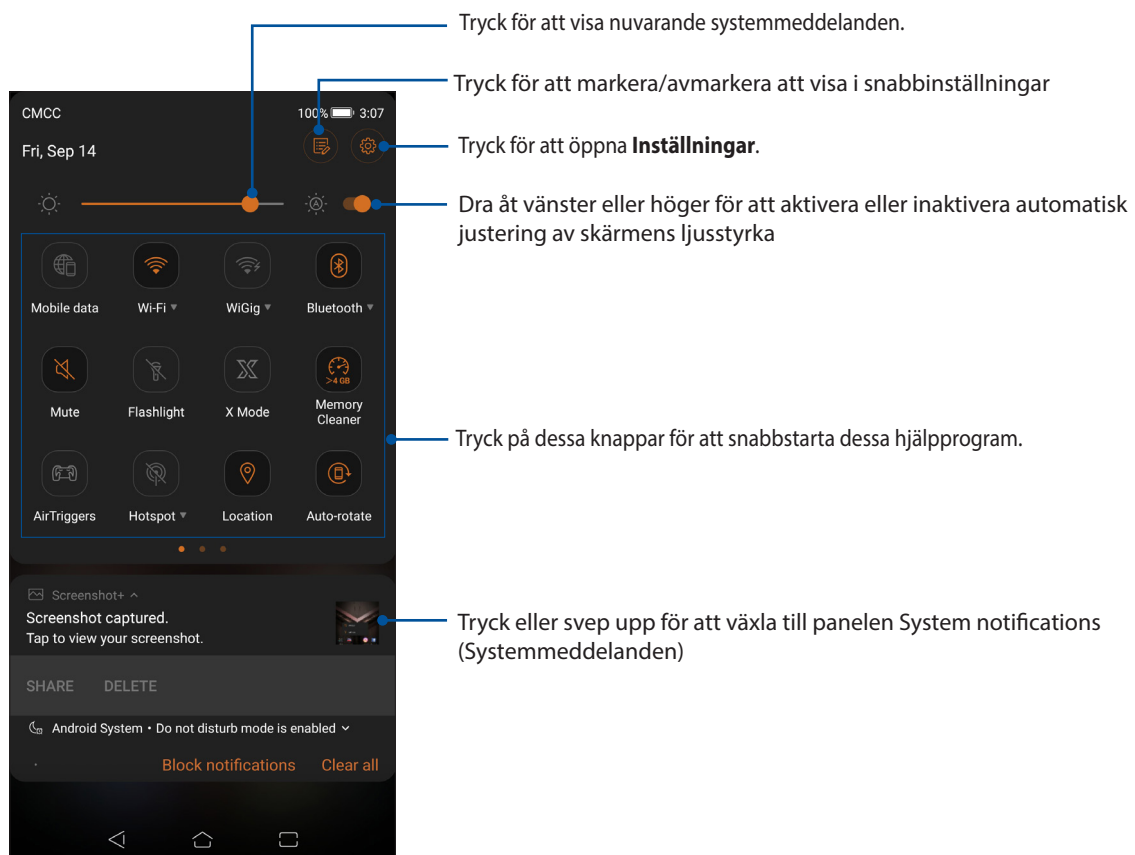 Tryck för att visa nuvarande systemmeddelanden.
Tryck för att markera/avmarkera att visa i snabbinställningar
CMCC
100% 3:07
Fri, Sep 14
Tryck för att öppna Inställningar.
A
Dra åt vänster eller höger för att aktivera eller inaktivera automatisk
justering av skärmens ljusstyrka
Mobile data
Wi-Fi
WiGig
Bluetooth
>4 GB
Mute
Flashlight
X Mode
Memory
Cleaner
Tryck på dessa knappar för att snabbstarta dessa hjälpprogram.
AirTriggers
Hotspot
Location
Auto-rotate
Screenshot+
Screenshot captured.
Tap to view your screenshot.
Tryck eller svep upp för att växla till panelen System notifications
(Systemmeddelanden)
SHARE DELETE
Android System • Do not disturb mode is enabled
Block notifications Clear all